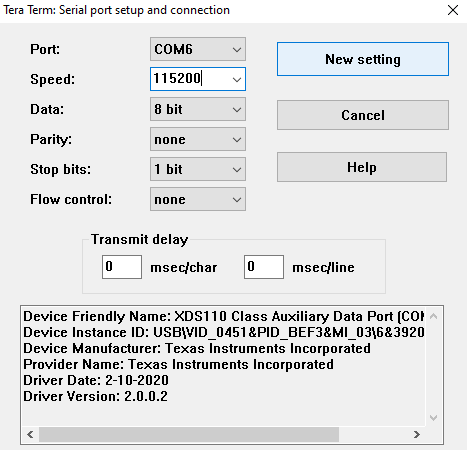 Tera Term: Serial port setup and connection
Port: COM6 New setting
Speed: 115200
Data: 8 bit Cancel
Parity: none
Stop bits: 1 bit Help
Flow control: none
Transmit delay
0 msec/char 0 msec/line
Device Friendly Name: XDS110 Class Auxiliary Data Port (COM
Device Instance ID: USB\VID_0451&PID_BEF3&MI_03\6&3920
Device Manufacturer: Texas Instruments Incorporated
Provider Name: Texas Instruments Incorporated
Driver Date: 2-10-2020
Driver Version: 2.0.0.2